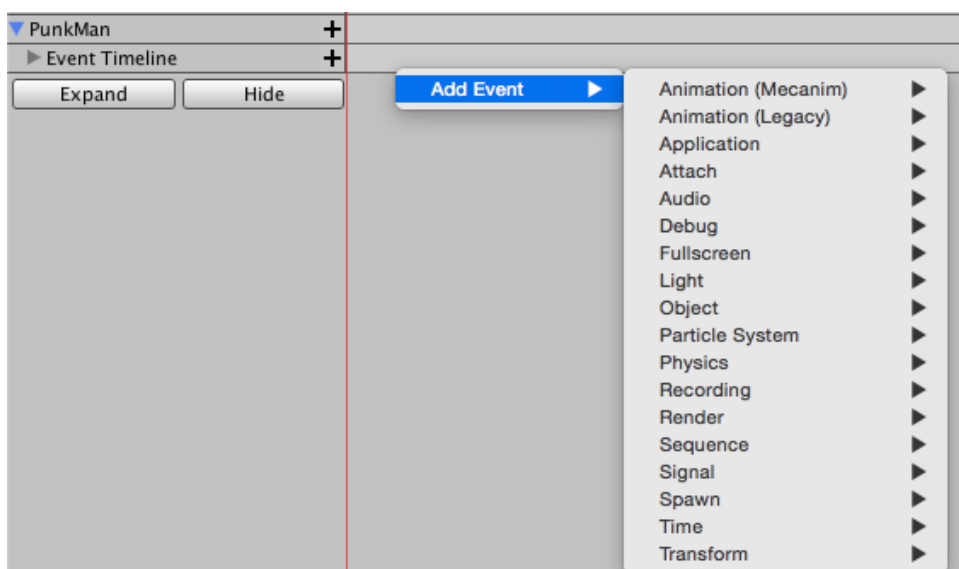 PunkMan +
Event Timeline +
Expand Hide
Add Event
Animation (Mecanim)
Animation (Legacy)
Application
Attach
Audio
Debug
Fullscreen
Light
Object
Particle System
Physics
Recording
Render
Sequence
Signal
Spawn
Time
Transform